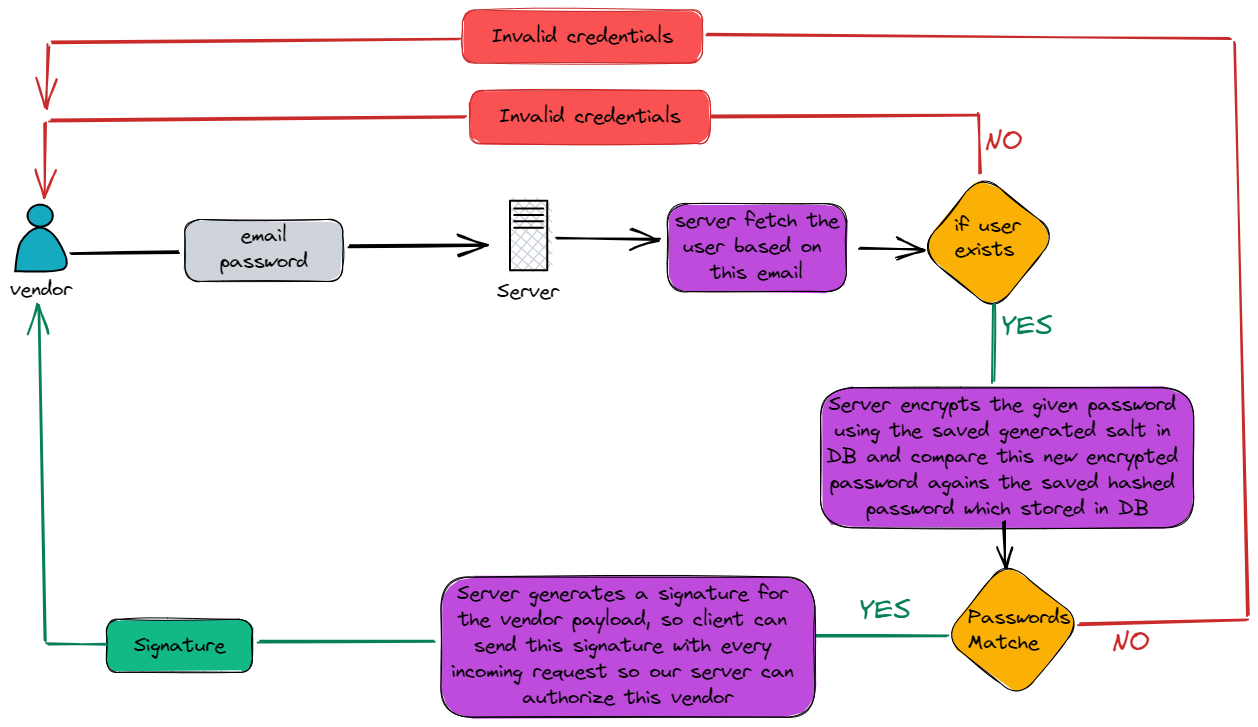 Invalid credentials
Invalid credentials
NO
email
password
vendor
Server
server fetch the
user based on
this email
if user
exists
YES
Server encrypts the given password
using the saved generated salt in
DB and compare this new encrypted
password agains the saved hashed
password which stored in DB
Passwords
Matche
NO
YES
Server generates a signature for
the vendor payload, so client can
send this signature with every
incoming request so our server can
authorize this vendor
Signature